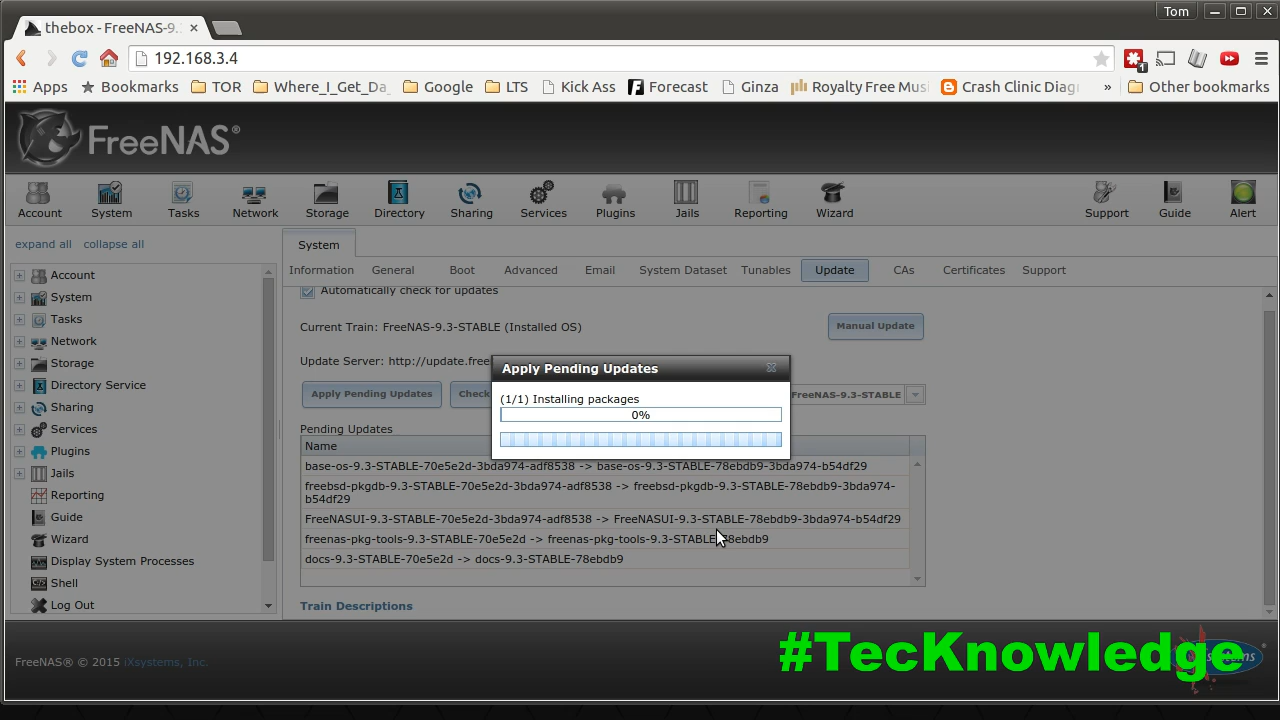 Tom
thebox - FreeNAS-9.3
192.168.3.4
1
Apps Bookmarks TOR Where_I_Get_Da Google LTS Kick Ass Forecast Ginza Royalty Free Mus Crash Clinic Diag » Other bookmarks
FreeNAS®
Account System Tasks Network Storage Directory Sharing Services Plugins Jails Reporting Wizard Support Guide Alert
expand all collapse all
System
Information General Boot Advanced Email System Dataset Tunables Update CAs Certificates Support
Account
System
Tasks
Network
Storage
Directory Service
Sharing
Services
Plugins
Jails
Reporting
Guide
Wizard
Display System Processes
Shell
Log Out
Automatically check for updates
Current Train: FreeNAS-9.3-STABLE (Installed OS)
Manual Update
Update Server: http://update.free
Apply Pending Updates Check FreeNAS-9.3-STABLE
Apply Pending Updates
(1/1) Installing packages
0%
Pending Updates
Name
base-os-9.3-STABLE-70e5e2d-3bda974-adf8538 -> base-os-9.3-STABLE-78ebdb9-3bda974-b54df29
freebsd-pkgdb-9.3-STABLE-70e5e2d-3bda974-adf8538 -> freebsd-pkgdb-9.3-STABLE-78ebdb9-3bda974-
b54df29
FreeNASUI-9.3-STABLE-70e5e2d-3bda974-adf8538 -> FreeNASUI-9.3-STABLE-78ebdb9-3bda974-b54df29
freenas-pkg-tools-9.3-STABLE-70e5e2d -> freenas-pkg-tools-9.3-STABLE-78ebdb9
docs-9.3-STABLE-70e5e2d -> docs-9.3-STABLE-78ebdb9
Train Descriptions
FreeNAS® © 2015 iXsystems, Inc.
#TecKnowledge